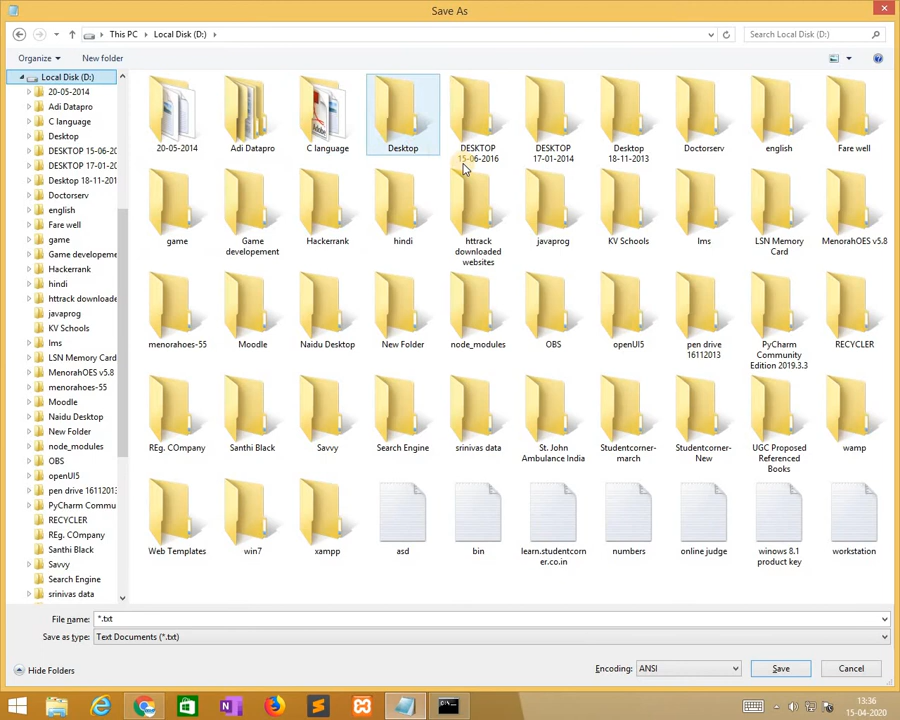 Save As
This PC
Local Disk (D:)
Search Local Disk (D:)
Organize
New folder
Local Disk (D:)
20-05-2014
Adi Datapro
C language
Desktop
DESKTOP 15-06-20
DESKTOP 17-01-20
Desktop 18-11-201
Doctorserv
english
Fare well
game
Game developeme
Hackerrank
hindi
httrack downloade
javaprog
KV Schools
lms
LSN Memory Card
MenorahOES v5.8
menorahoes-55
Moodle
Naidu Desktop
New Folder
node_modules
OBS
openUI5
pen drive 16112013
PyCharm Commu
RECYCLER
REg. COmpany
Santhi Black
Savvy
Search Engine
srinivas data
20-05-2014
Adi Datapro
C language
Desktop
DESKTOP
15-06-2016
DESKTOP
17-01-2014
Desktop
18-11-2013
Doctorserv
english
Fare well
game
Game
developement
Hackerrank
hindi
httrack
downloaded
websites
javaprog
KV Schools
lms
LSN Memory
Card
MenorahOES v5.8
menorahoes-55
Moodle
Naidu Desktop
New Folder
node_modules
OBS
openUI5
pen drive
16112013
PyCharm
Community
Edition 2019.3.3
RECYCLER
REg. COmpany
Santhi Black
Savvy
Search Engine
srinivas data
St. John
Ambulance India
Studentcorner-
march
Studentcorner-
New
UGC Proposed
Referenced
Books
wamp
Web Templates
win7
xampp
asd
bin
learn.studentcorn
er.co.in
numbers
online judge
winows 8.1
product key
workstation
File name:
*.txt
Save as type:
Text Documents (*.txt)
Hide Folders
Encoding:
ANSI
Save
Cancel
13:36
15-04-2020